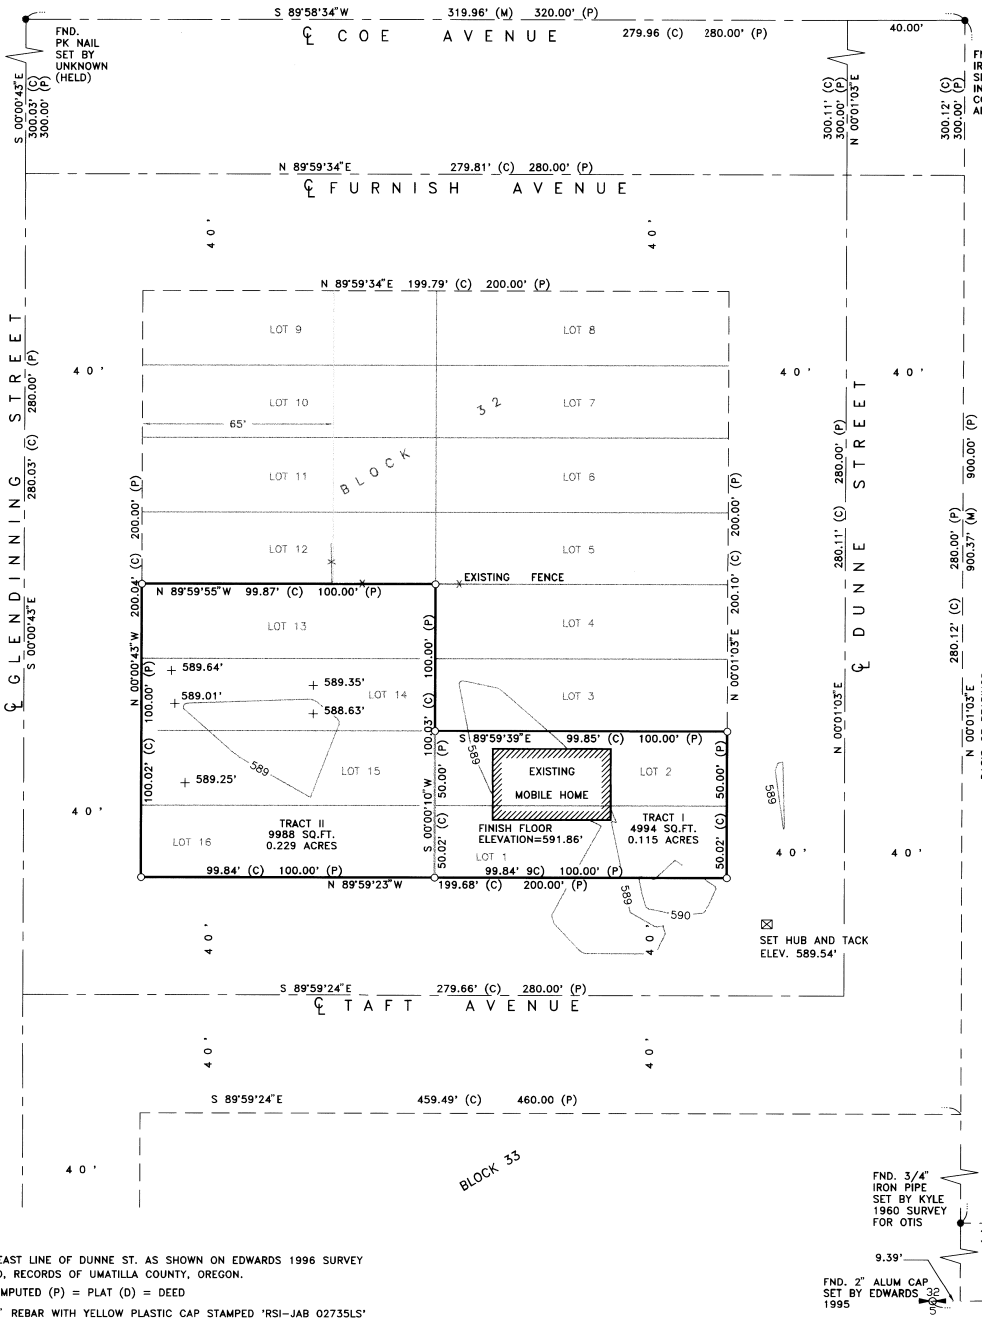 S 89°58'34"W 319.96' (M) 320.00' (P)
℄ COE AVENUE 279.96 (C) 280.00' (P)
40.00'
FND.
PK NAIL
SET BY
UNKNOWN
(HELD)
S 00°00'43"E
300.03' (C)
300.00' (P)
300.11' (C)
300.00' (P)
N 00°01'03"E
300.12' (C)
300.00' (P)
N 89°59'34"E 279.81' (C) 280.00' (P)
℄ FURNISH AVENUE
40'
40'
N 89°59'34"E 199.79' (C) 200.00' (P)
LOT 9
LOT 8
40'
40'
40'
LOT 10
LOT 7
65'
BLOCK 32
LOT 11
LOT 6
LOT 12
LOT 5
℄ GLENDINNING STREET
280.03' (C) 280.00' (P)
S 00°00'43"E
200.04' (C) 200.00' (P)
N 00°00'43"W
200.10' (C) 200.00' (P)
N 00°01'03"E
℄ DUNNE STREET
280.11' (C) 280.00' (P)
N 00°01'03"E
280.12' (C) 280.00' (P)
900.37' (M) 900.00' (P)
N 00°01'03"E
EXISTING FENCE
N 89°59'55"W 99.87' (C) 100.00' (P)
LOT 13
LOT 4
100.03' (C) 100.00' (P)
100.02' (C) 100.00' (P)
589.64'
589.35'
LOT 14
LOT 3
589.01'
588.63'
S 89°59'39"E 99.85' (C) 100.00' (P)
589
589
LOT 15
LOT 2
EXISTING
MOBILE HOME
589.25'
589
40'
S 00°00'10"W
50.02' (C) 50.00' (P)
50.02' (C) 50.00' (P)
TRACT II
9988 SQ.FT.
0.229 ACRES
LOT 16
FINISH FLOOR
ELEVATION=591.86'
TRACT I
4994 SQ.FT.
0.115 ACRES
LOT 1
40'
40'
99.84' (C) 100.00' (P)
99.84' 9C) 100.00' (P)
N 89°59'23"W 199.68' (C) 200.00' (P)
589
590
40'
40'
SET HUB AND TACK
ELEV. 589.54'
S 89°59'24"E 279.66' (C) 280.00' (P)
℄ TAFT AVENUE
40'
40'
S 89°59'24"E 459.49' (C) 460.00 (P)
40'
BLOCK 33
FND. 3/4"
IRON PIPE
SET BY KYLE
1960 SURVEY
FOR OTIS
9.39'
FND. 2" ALUM CAP
SET BY EDWARDS
1995
32
5
EAST LINE OF DUNNE ST. AS SHOWN ON EDWARDS 1996 SURVEY
, RECORDS OF UMATILLA COUNTY, OREGON.
MPUTED (P) = PLAT (D) = DEED
" REBAR WITH YELLOW PLASTIC CAP STAMPED 'RSI-JAB 02735LS'